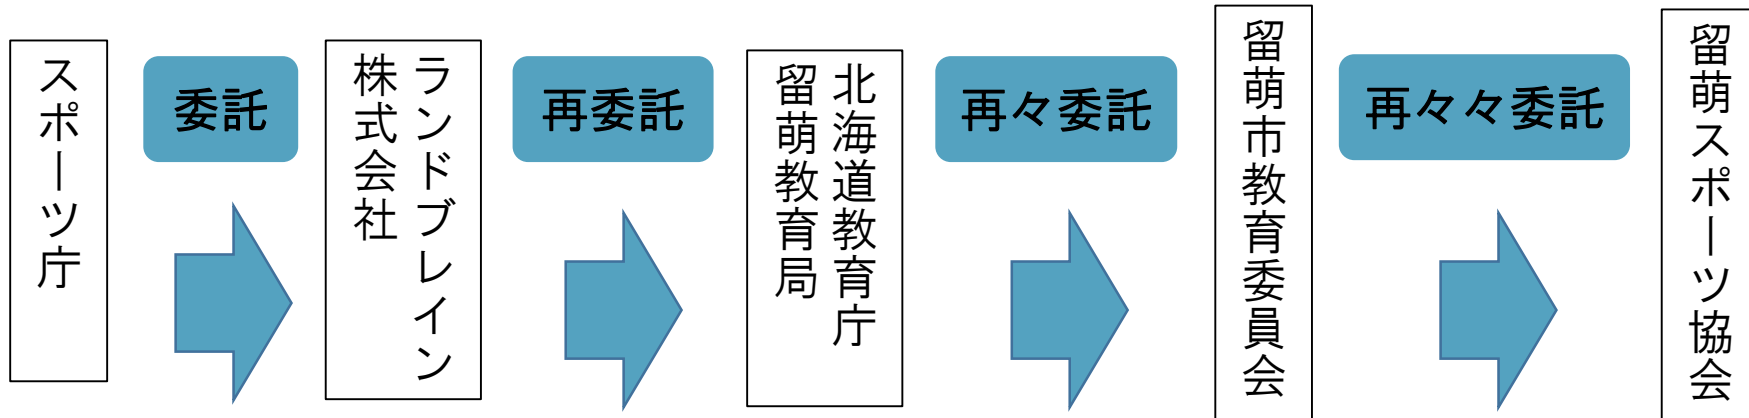 スポーツ庁
委託
ランドブレイン
株式会社
再委託
北海道教育庁
留萌教育局
再々委託
留萌市教育委員会
再々々委託
留萌スポーツ協会